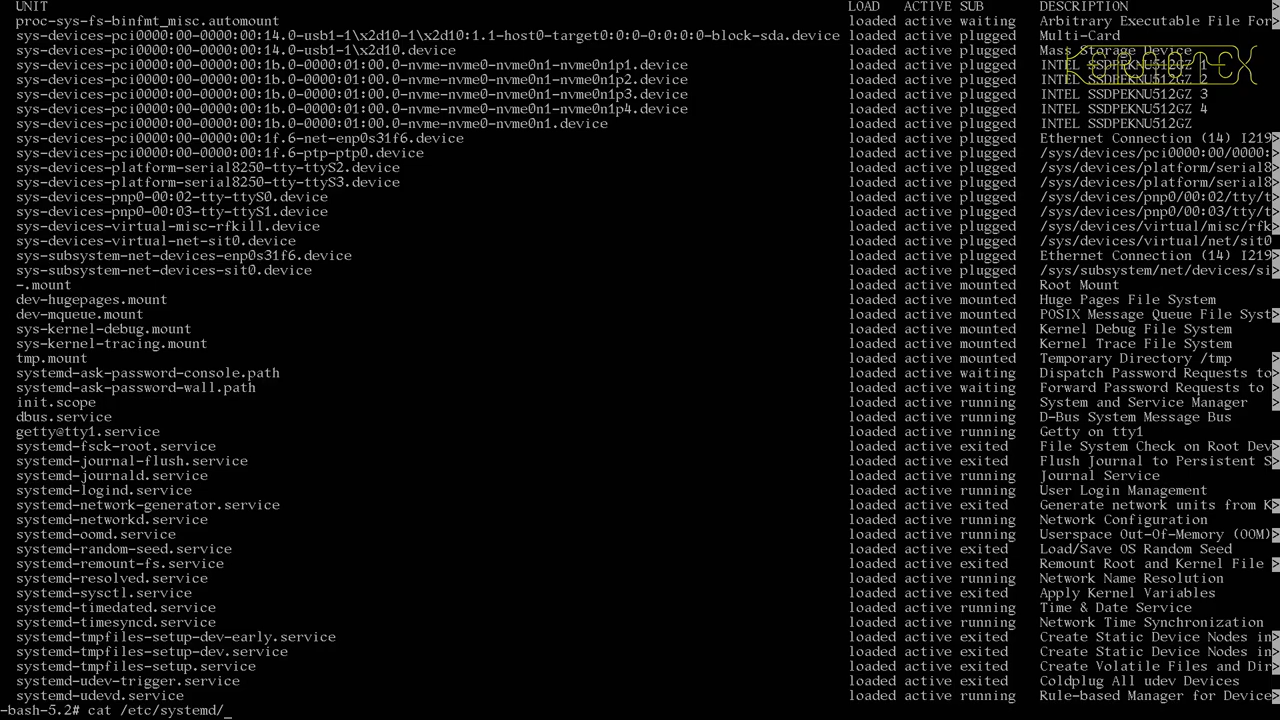 UNIT LOAD ACTIVE SUB DESCRIPTION
proc-sys-fs-binfmt_misc.automount loaded active waiting Arbitrary Executable File For>
sys-devices-pci0000:00-0000:00:14.0-usb1-1\x2d10-1\x2d10:1.1-host0-target0:0:0-0:0:0:0-block-sda.device loaded active plugged Multi-Card
sys-devices-pci0000:00-0000:00:14.0-usb1-1\x2d10.device loaded active plugged Mass Storage Device
sys-devices-pci0000:00-0000:00:1b.0-0000:01:00.0-nvme-nvme0-nvme0n1-nvme0n1p1.device loaded active plugged INTEL SSDPEKNU512GZ 1
sys-devices-pci0000:00-0000:00:1b.0-0000:01:00.0-nvme-nvme0-nvme0n1-nvme0n1p2.device loaded active plugged INTEL SSDPEKNU512GZ 2
sys-devices-pci0000:00-0000:00:1b.0-0000:01:00.0-nvme-nvme0-nvme0n1-nvme0n1p3.device loaded active plugged INTEL SSDPEKNU512GZ 3
sys-devices-pci0000:00-0000:00:1b.0-0000:01:00.0-nvme-nvme0-nvme0n1-nvme0n1p4.device loaded active plugged INTEL SSDPEKNU512GZ 4
sys-devices-pci0000:00-0000:00:1b.0-0000:01:00.0-nvme-nvme0-nvme0n1.device loaded active plugged INTEL SSDPEKNU512GZ
sys-devices-pci0000:00-0000:00:1f.6-net-enp0s31f6.device loaded active plugged Ethernet Connection (14) I219>
sys-devices-pci0000:00-0000:00:1f.6-ptp-ptp0.device loaded active plugged /sys/devices/pci0000:00/0000:>
sys-devices-platform-serial8250-tty-ttyS2.device loaded active plugged /sys/devices/platform/serial8>
sys-devices-platform-serial8250-tty-ttyS3.device loaded active plugged /sys/devices/platform/serial8>
sys-devices-pnp0-00:02-tty-ttyS0.device loaded active plugged /sys/devices/pnp0/00:02/tty/t>
sys-devices-pnp0-00:03-tty-ttyS1.device loaded active plugged /sys/devices/pnp0/00:03/tty/t>
sys-devices-virtual-misc-rfkill.device loaded active plugged /sys/devices/virtual/misc/rfk>
sys-devices-virtual-net-sit0.device loaded active plugged /sys/devices/virtual/net/sit0
sys-subsystem-net-devices-enp0s31f6.device loaded active plugged Ethernet Connection (14) I219>
sys-subsystem-net-devices-sit0.device loaded active plugged /sys/subsystem/net/devices/si>
-.mount loaded active mounted Root Mount
dev-hugepages.mount loaded active mounted Huge Pages File System
dev-mqueue.mount loaded active mounted POSIX Message Queue File Syst>
sys-kernel-debug.mount loaded active mounted Kernel Debug File System
sys-kernel-tracing.mount loaded active mounted Kernel Trace File System
tmp.mount loaded active mounted Temporary Directory /tmp
systemd-ask-password-console.path loaded active waiting Dispatch Password Requests to>
systemd-ask-password-wall.path loaded active waiting Forward Password Requests to >
init.scope loaded active running System and Service Manager
dbus.service loaded active running D-Bus System Message Bus
getty@tty1.service loaded active running Getty on tty1
systemd-fsck-root.service loaded active exited File System Check on Root Dev>
systemd-journal-flush.service loaded active exited Flush Journal to Persistent S>
systemd-journald.service loaded active running Journal Service
systemd-logind.service loaded active running User Login Management
systemd-network-generator.service loaded active exited Generate network units from K>
systemd-networkd.service loaded active running Network Configuration
systemd-oomd.service loaded active running Userspace Out-Of-Memory (OOM)>
systemd-random-seed.service loaded active exited Load/Save OS Random Seed
systemd-remount-fs.service loaded active exited Remount Root and Kernel File >
systemd-resolved.service loaded active running Network Name Resolution
systemd-sysctl.service loaded active exited Apply Kernel Variables
systemd-timedated.service loaded active running Time & Date Service
systemd-timesyncd.service loaded active running Network Time Synchronization
systemd-tmpfiles-setup-dev-early.service loaded active exited Create Static Device Nodes in>
systemd-tmpfiles-setup-dev.service loaded active exited Create Static Device Nodes in>
systemd-tmpfiles-setup.service loaded active exited Create Volatile Files and Dir>
systemd-udev-trigger.service loaded active exited Coldplug All udev Devices
systemd-udevd.service loaded active running Rule-based Manager for Device>
-bash-5.2# cat /etc/systemd/_